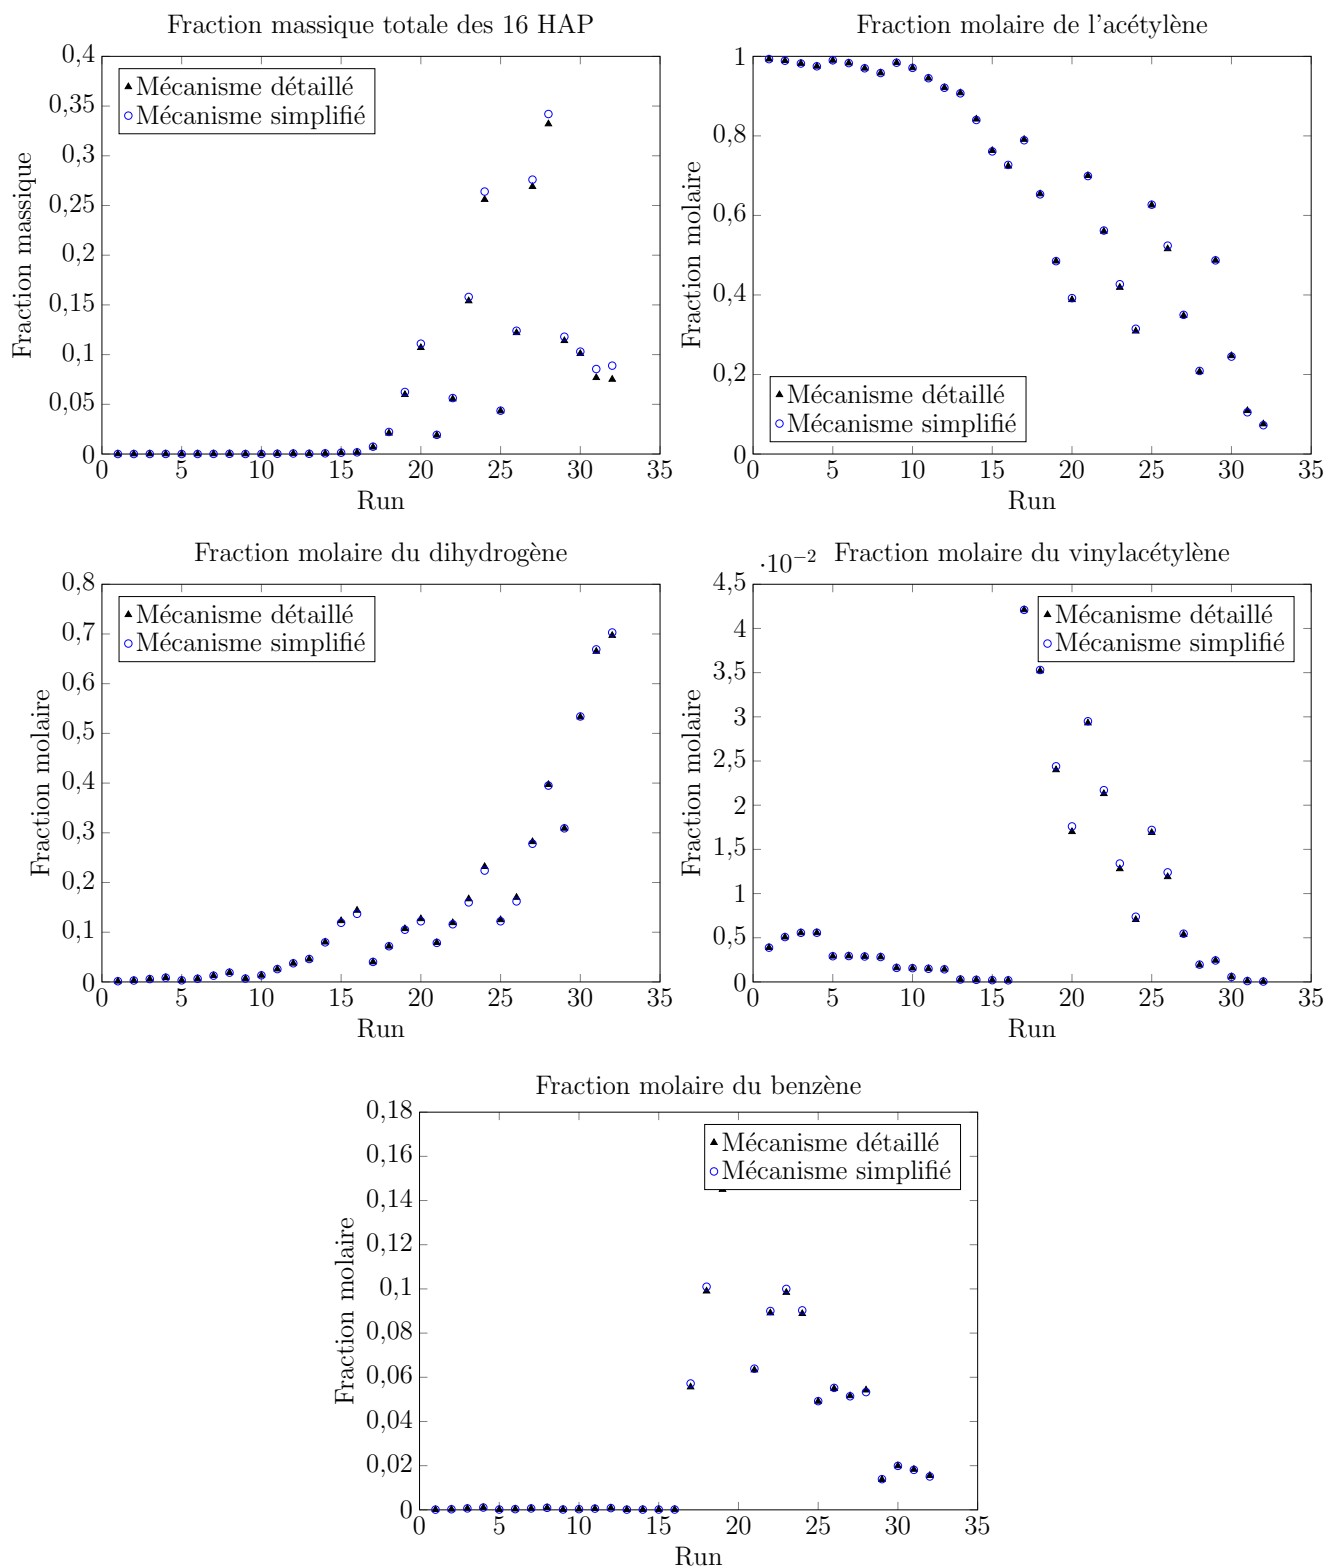 Fraction massique totale des 16 HAP
Fraction massique
0,4
0,35
0,3
0,25
0,2
0,15
0,1
0,05
0
Mécanisme détaillé
Mécanisme simplifié
0 5 10 15 20 25 30 35
Run
Fraction molaire de l'acétylène
Fraction molaire
1
0,8
0,6
0,4
0,2
0
Mécanisme détaillé
Mécanisme simplifié
0 5 10 15 20 25 30 35
Run
Fraction molaire du dihydrogène
Fraction molaire
0,8
0,7
0,6
0,5
0,4
0,3
0,2
0,1
0
Mécanisme détaillé
Mécanisme simplifié
0 5 10 15 20 25 30 35
Run
·10−2 Fraction molaire du vinylacétylène
Fraction molaire
4,5
4
3,5
3
2,5
2
1,5
1
0,5
0
Mécanisme détaillé
Mécanisme simplifié
0 5 10 15 20 25 30 35
Run
Fraction molaire du benzène
Fraction molaire
0,18
0,16
0,14
0,12
0,1
0,08
0,06
0,04
0,02
0
Mécanisme détaillé
Mécanisme simplifié
0 5 10 15 20 25 30 35
Run